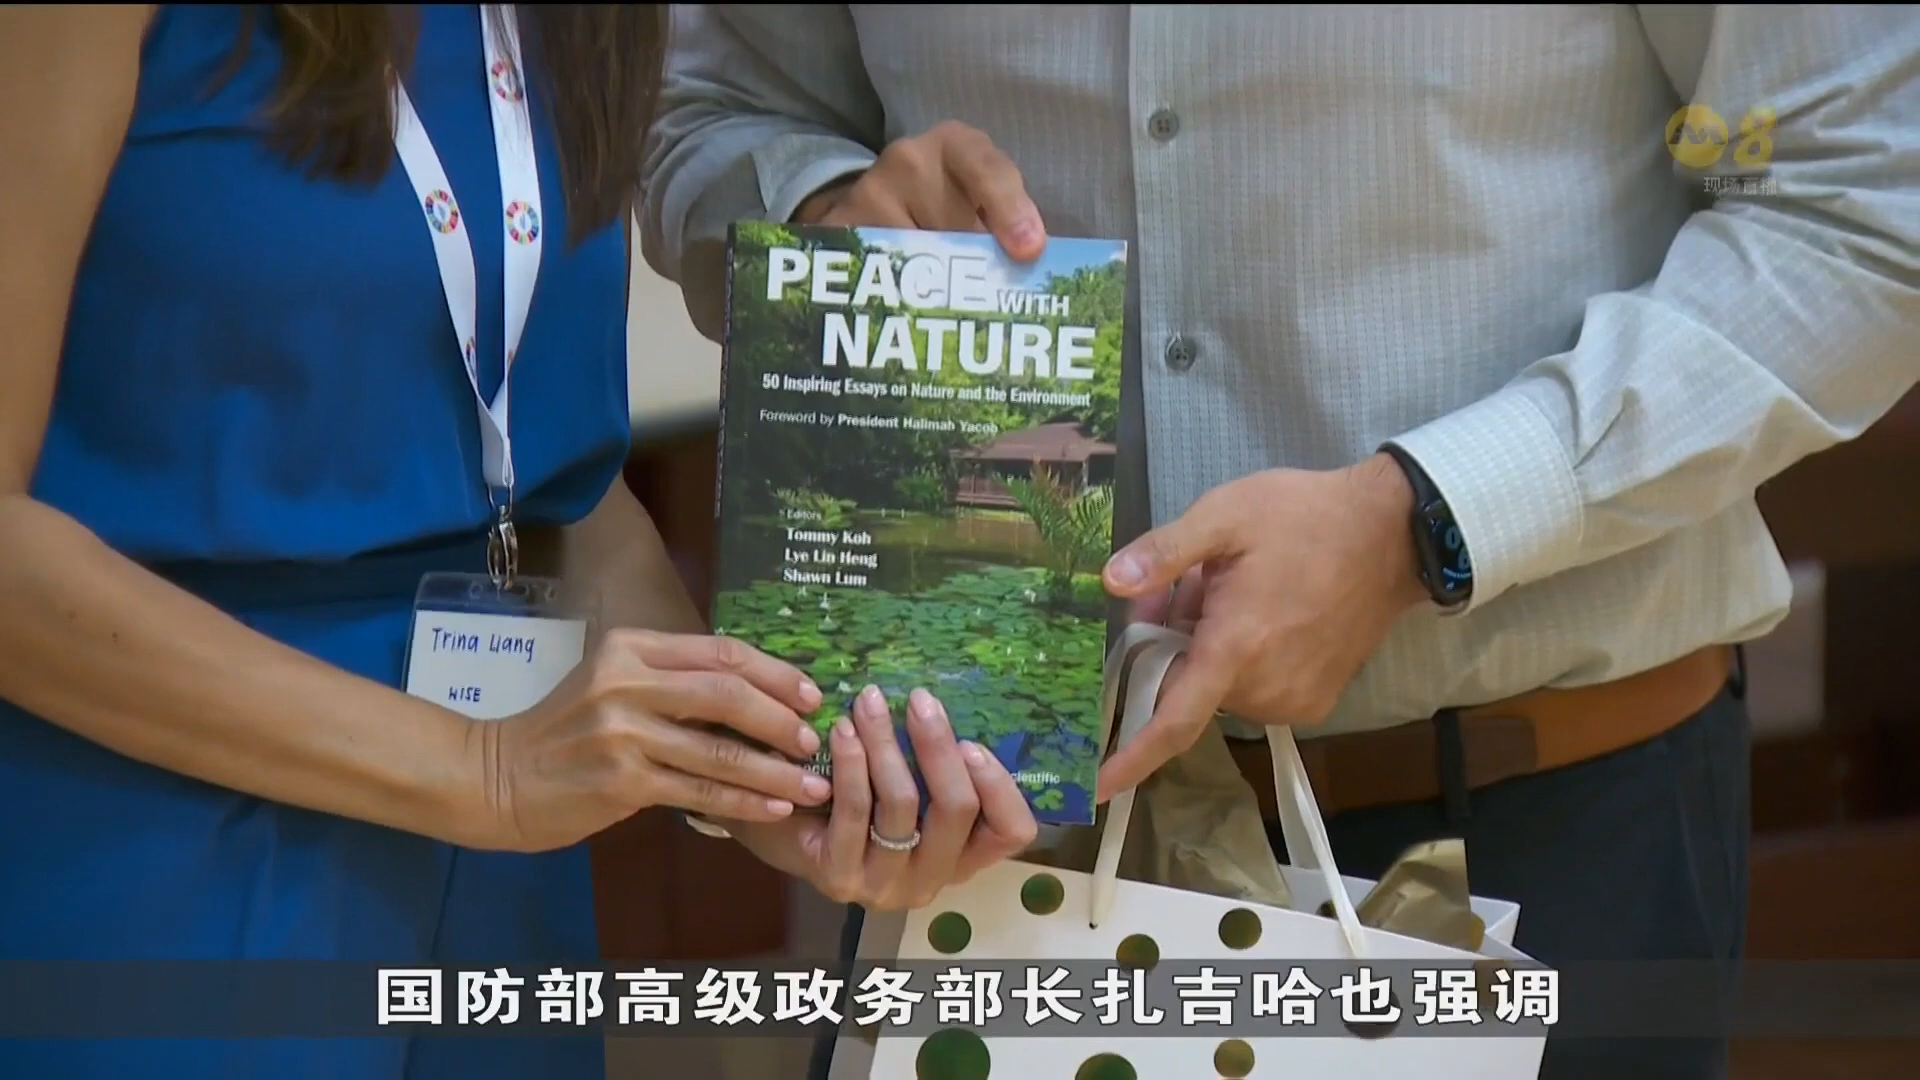 8
现场直播
PEACE WITH
NATURE
50 Inspiring Essays on Nature and the Environment
Foreword by President Halimah Yacob
Editors
Tommy Koh
Lye Lin Heng
Shawn Lum
Trina Liang
WISE
国防部高级政务部长扎吉哈也强调